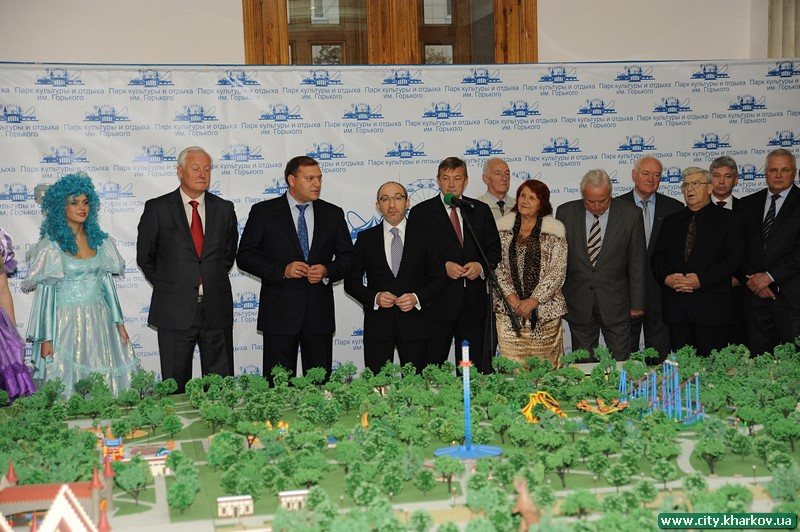 Парк культуры и отдыха
им. Горького
www.city.kharkov.ua